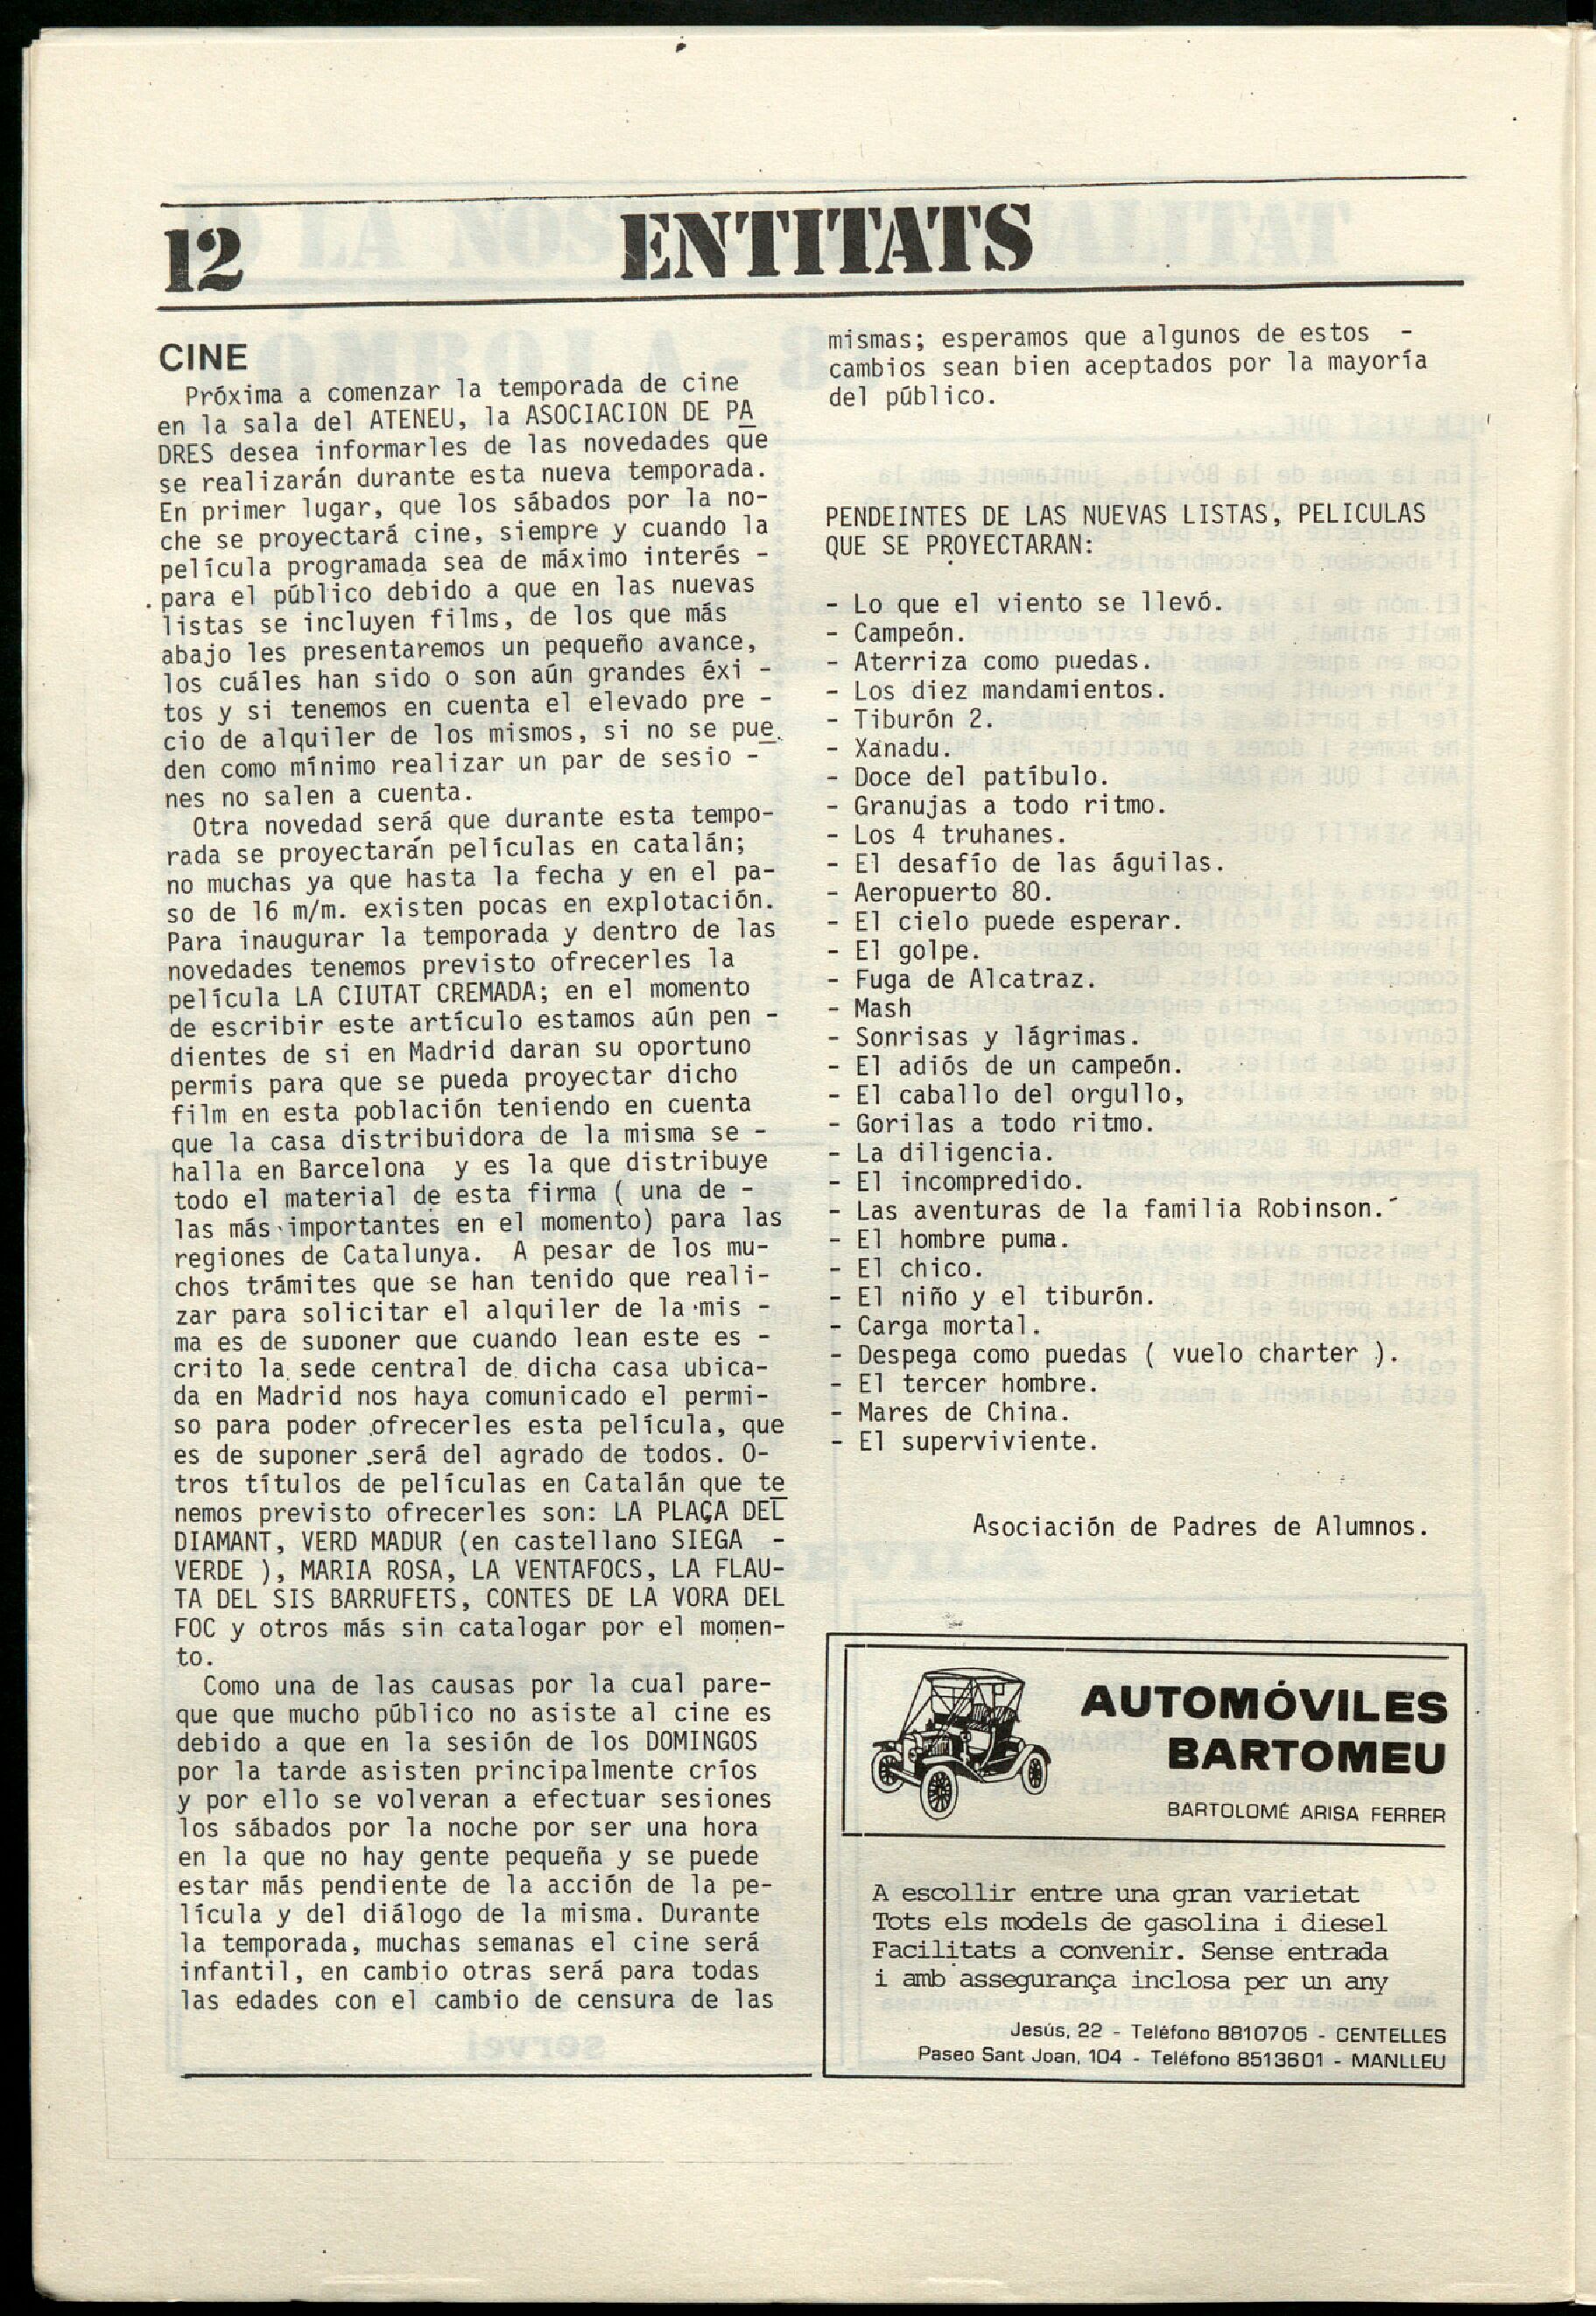 12
ENTITATS
CINE
Próxima a comenzar la temporada de cine
en la sala del ATENEU, la ASOCIACION DE PA
DRES desea informarles de las novedades que
se realizarán durante esta nueva temporada.
En primer lugar, que los sábados por la no-
che se proyectará cine, siempre y cuando la
película programada sea de máximo interés -
para el público debido a que en las nuevas
listas se incluyen films, de los que más
abajo les presentaremos un pequeño avance,
los cuáles han sido o son aún grandes éxi -
tos y si tenemos en cuenta el elevado pre -
cio de alquiler de los mismos, si no se pue
den como mínimo realizar un par de sesio -
nes no salen a cuenta.
Otra novedad será que durante esta tempo-
rada se proyectarán películas en catalán;
no muchas ya que hasta la fecha y en el pa-
so de 16 m/m. existen pocas en explotación.
Para inaugurar la temporada y dentro de las
novedades tenemos previsto ofrecerles la
película LA CIUTAT CREMADA; en el momento
de escribir este artículo estamos aún pen -
dientes de si en Madrid daran su oportuno
permis para que se pueda proyectar dicho
film en esta población teniendo en cuenta
que la casa distribuidora de la misma se -
halla en Barcelona y es la que distribuye
todo el material de esta firma ( una de -
las más importantes en el momento) para las
regiones de Catalunya. A pesar de los mu-
chos trámites que se han tenido que reali-
zar para solicitar el alquiler de la mis -
ma es de suponer que cuando lean este es -
crito la sede central de dicha casa ubica-
da en Madrid nos haya comunicado el permi-
so para poder ofrecerles esta película, que
es de suponer será del agrado de todos. O-
tros títulos de películas en Catalán que te
nemos previsto ofrecerles son: LA PLAÇA DEL
DIAMANT, VERD MADUR (en castellano SIEGA -
VERDE ), MARIA ROSA, LA VENTAFOCS, LA FLAU-
TA DEL SIS BARRUFETS, CONTES DE LA VORA DEL
FOC y otros más sin catalogar por el momen-
to.
Como una de las causas por la cual pare-
que que mucho público no asiste al cine es
debido a que en la sesión de los DOMINGOS
por la tarde asisten principalmente críos
y por ello se volveran a efectuar sesiones
los sábados por la noche por ser una hora
en la que no hay gente pequeña y se puede
estar más pendiente de la acción de la pe-
lícula y del diálogo de la misma. Durante
la temporada, muchas semanas el cine será
infantil, en cambio otras será para todas
las edades con el cambio de censura de las
mismas; esperamos que algunos de estos -
cambios sean bien aceptados por la mayoría
del público.
PENDEINTES DE LAS NUEVAS LISTAS, PELICULAS
QUE SE PROYECTARAN:
- Lo que el viento se llevó.
- Campeón.
- Aterriza como puedas.
- Los diez mandamientos.
- Tiburón 2.
- Xanadu.
- Doce del patíbulo.
- Granujas a todo ritmo.
- Los 4 truhanes.
- El desafío de las águilas.
- Aeropuerto 80.
- El cielo puede esperar.
- El golpe.
- Fuga de Alcatraz.
- Mash
- Sonrisas y lágrimas.
- El adiós de un campeón.
- El caballo del orgullo,
- Gorilas a todo ritmo.
- La diligencia.
- El incompredido.
- Las aventuras de la familia Robinson.
- El hombre puma.
- El chico.
- El niño y el tiburón.
- Carga mortal.
- Despega como puedas ( vuelo charter ).
- El tercer hombre.
- Mares de China.
- El superviviente.
Asociación de Padres de Alumnos.
AUTOMÓVILES
BARTOMEU
BARTOLOMÉ ARISA FERRER
A escollir entre una gran varietat
Tots els models de gasolina i diesel
Facilitats a convenir. Sense entrada
i amb assegurança inclosa per un any
Jesús, 22 - Teléfono 8810705 - CENTELLES
Paseo Sant Joan, 104 - Teléfono 8513601 - MANLLEU